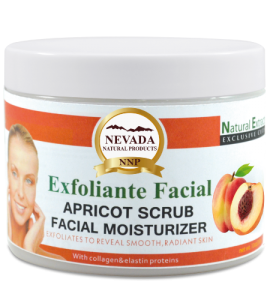 NEVADA
NATURAL PRODUCTS
NNP
Natural
EXCLUSIVE
Exfoliante Facial
APRICOT SCRUB
FACIAL MOISTURIZER
EXFOLIATES TO REVEAL SMOOTH, RADIANT SKIN
With collagen&elastin proteins